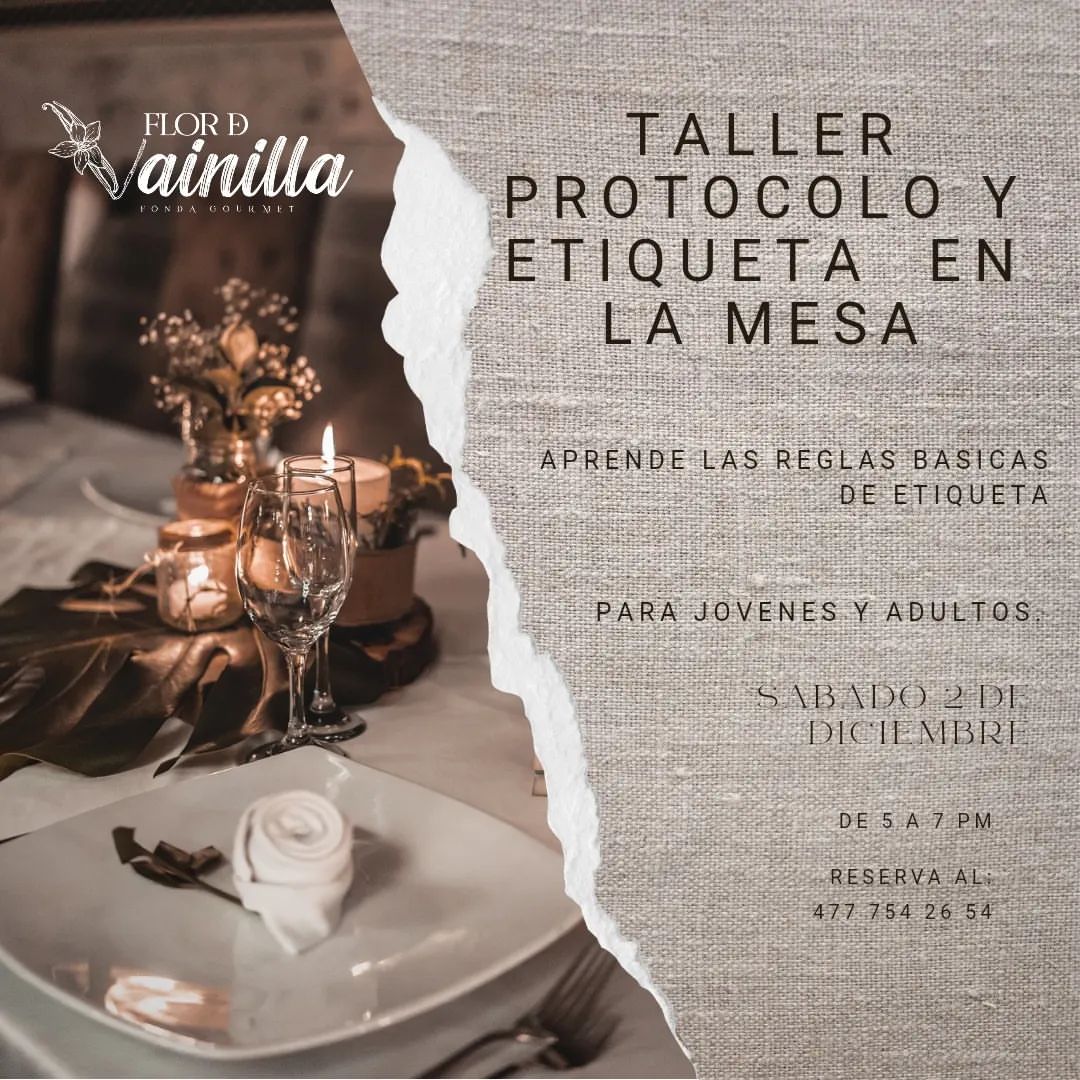 FLOR DE
Vainilla
FONDA GOURMET
TALLER
PROTOCOLO Y
ETIQUETA EN
LA MESA
APRENDE LAS REGLAS BASICAS
DE ETIQUETA
PARA JOVENES Y ADULTOS.
SABADO 2 DE
DICIEMBRE
DE 5 A 7 PM
RESERVA AL:
477 754 26 54